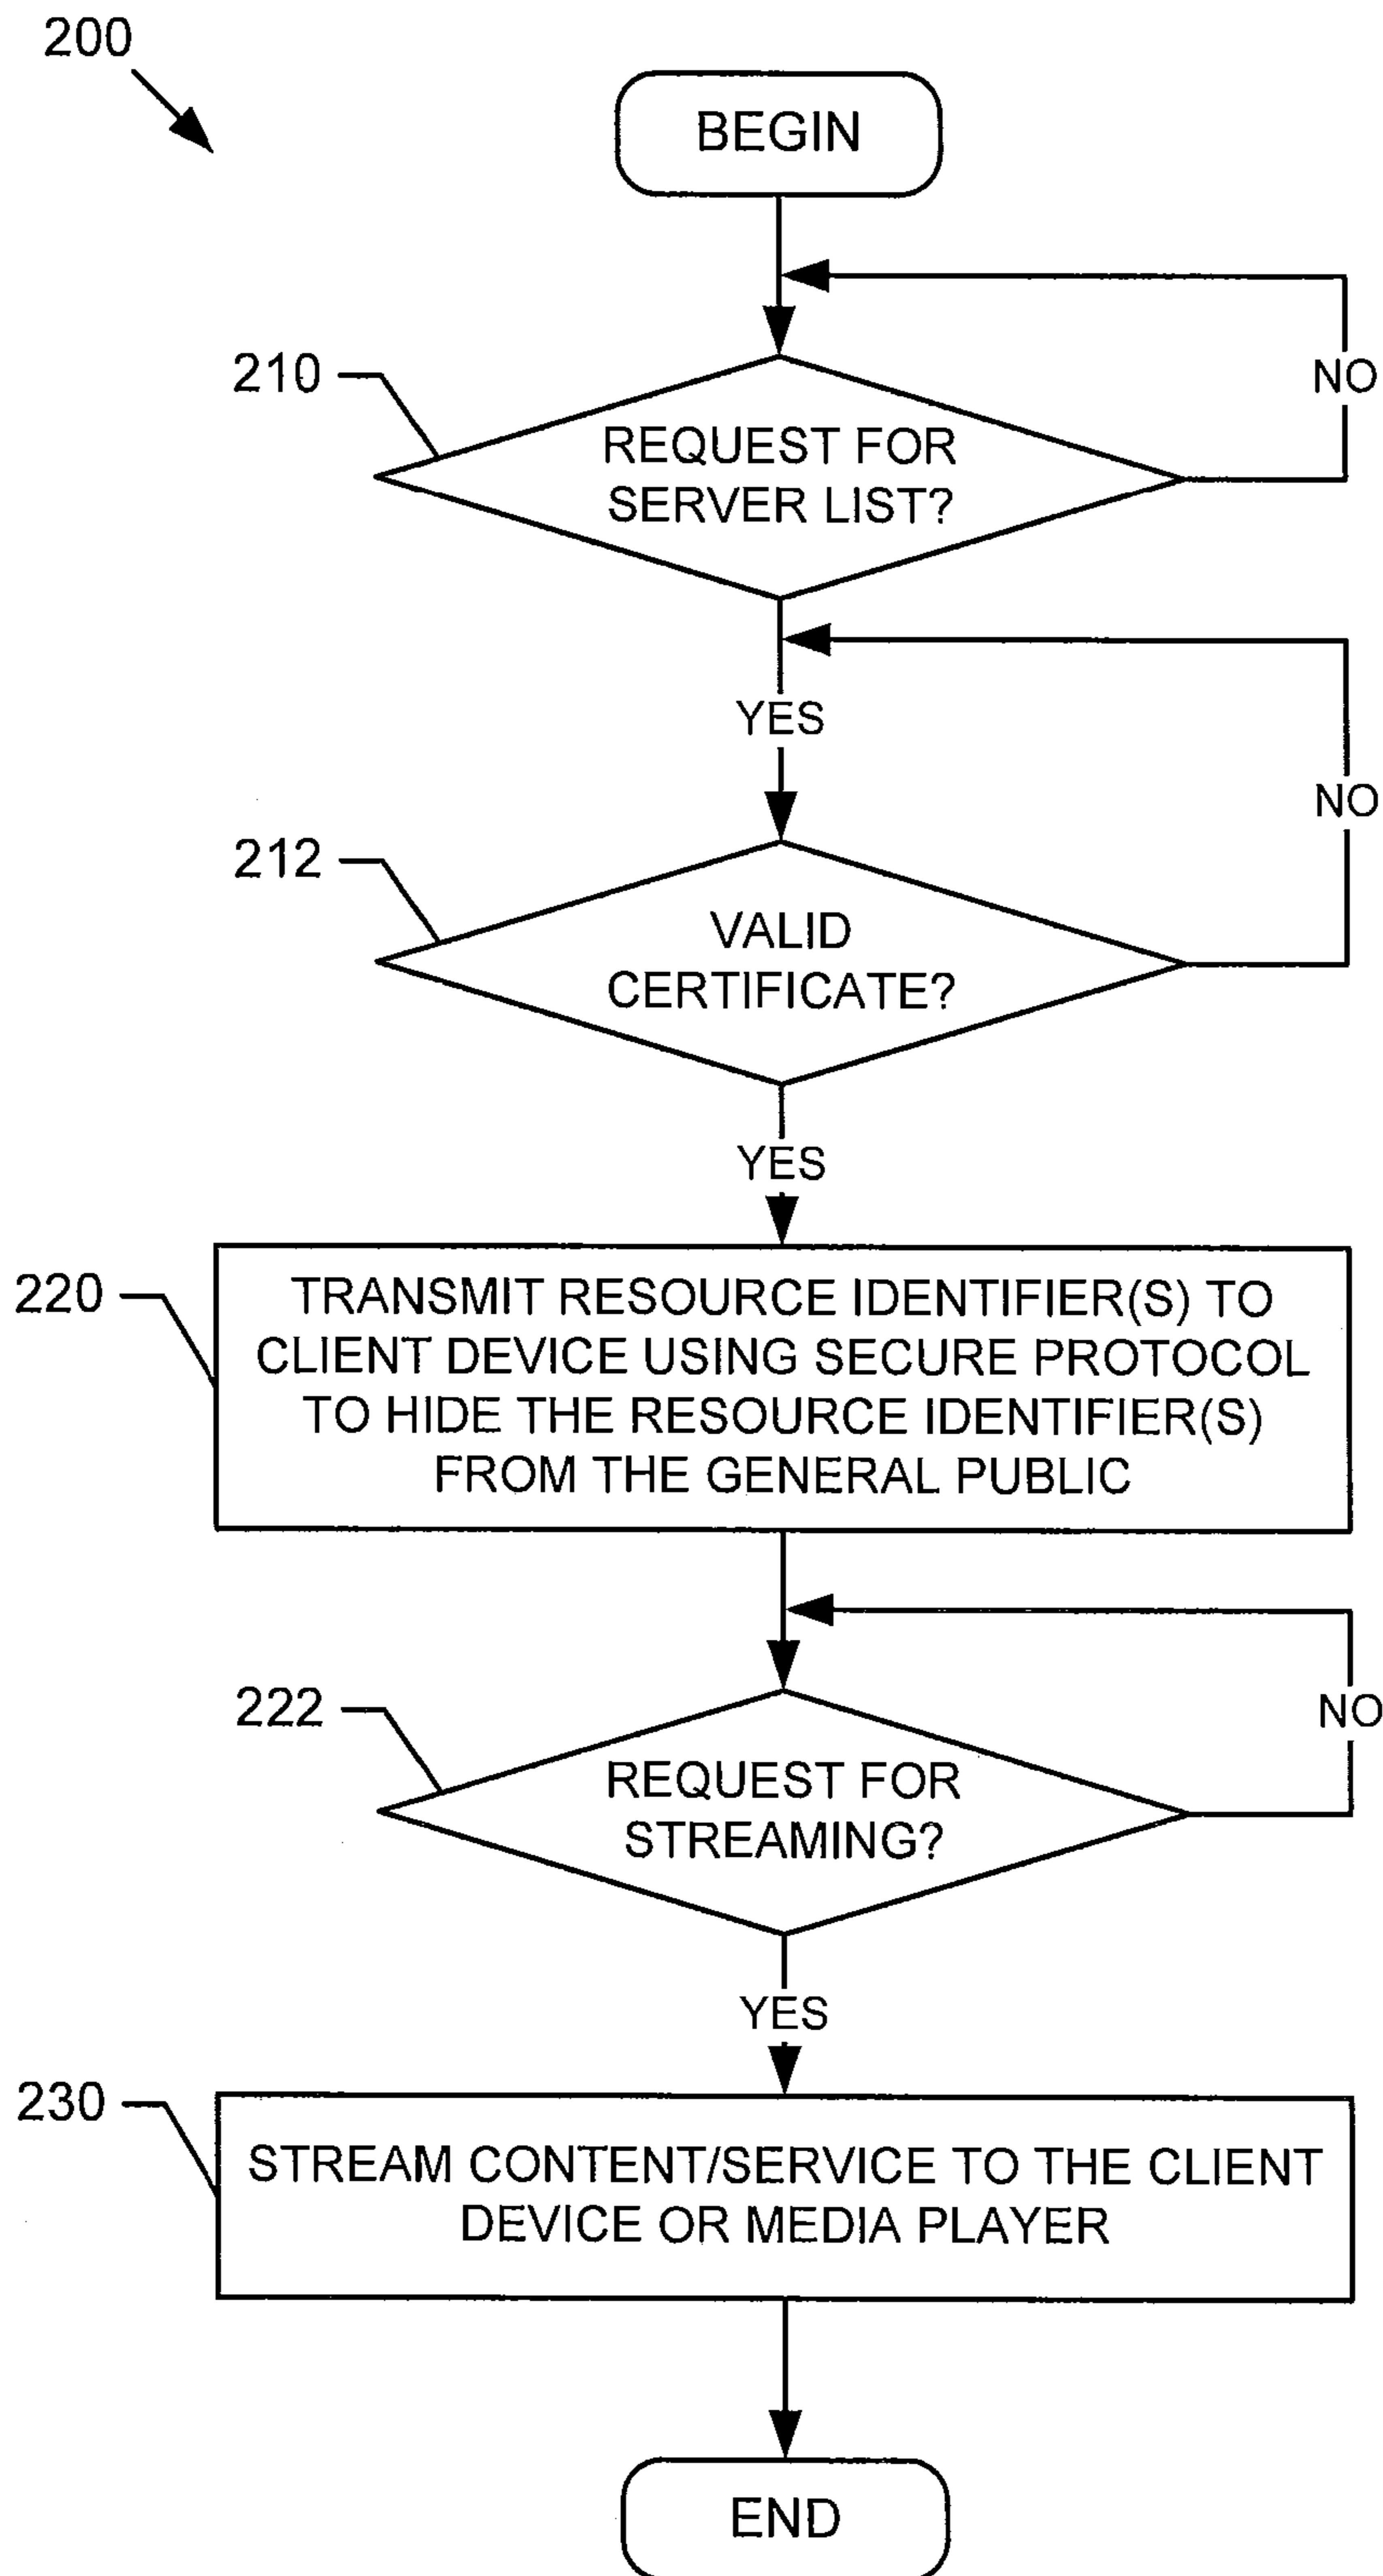 200
BEGIN
NO
210
REQUEST FOR
SERVER LIST?
YES
NO
212
VALID
CERTIFICATE?
YES
220
TRANSMIT RESOURCE IDENTIFIER(S) TO
CLIENT DEVICE USING SECURE PROTOCOL
TO HIDE THE RESOURCE IDENTIFIER(S)
FROM THE GENERAL PUBLIC
222
NO
REQUEST FOR
STREAMING?
YES
230
STREAM CONTENT/SERVICE TO THE CLIENT
DEVICE OR MEDIA PLAYER
END